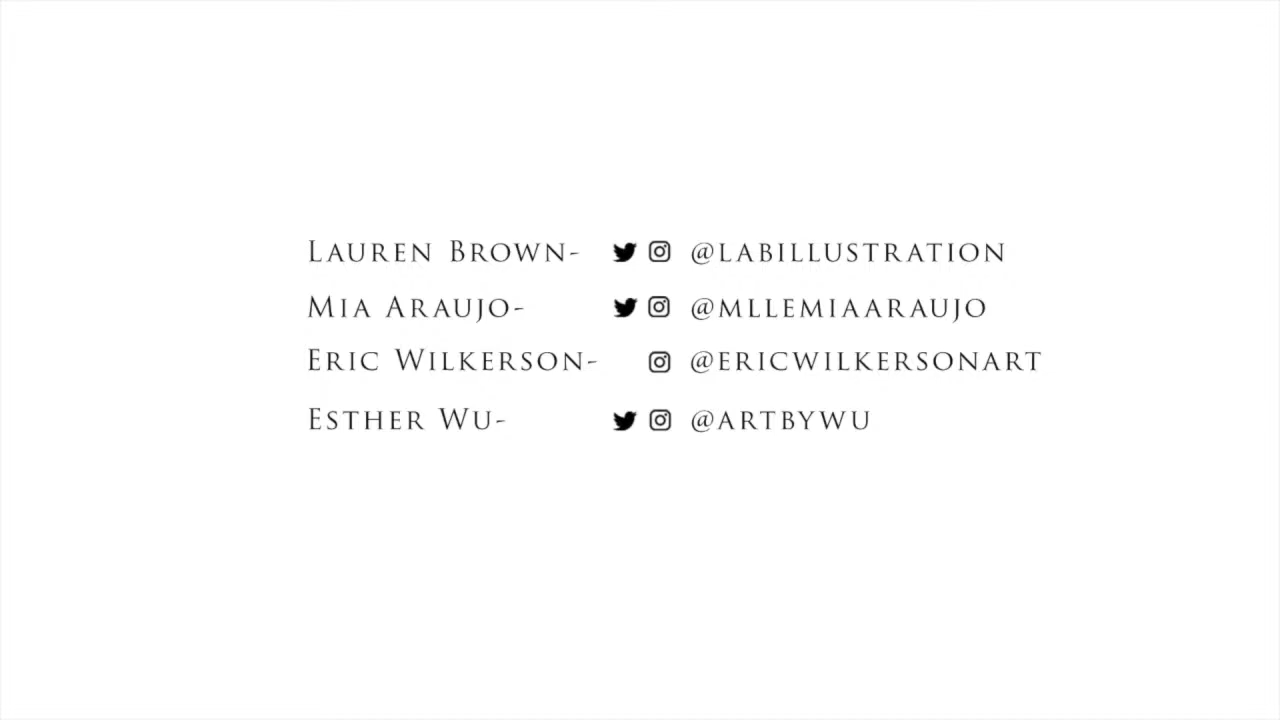 Lauren Brown- @labillustration
Mia Araujo- @mllemiaaraujo
Eric Wilkerson- @ericwilkersonart
Esther Wu- @artbywu